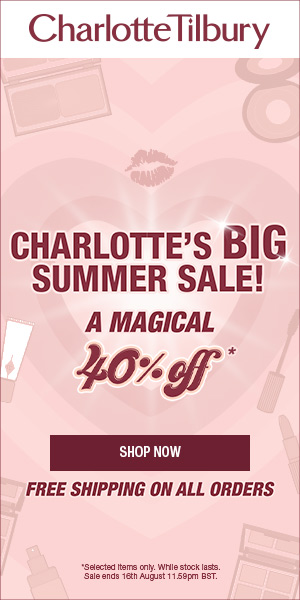 CharlotteTilbury
CHARLOTTE'S BIG
SUMMER SALE!
A MAGICAL
40% off*
SHOP NOW
FREE SHIPPING ON ALL ORDERS
*Selected Items only. While stock lasts.
Sale ends 16th August 11.59pm BST.